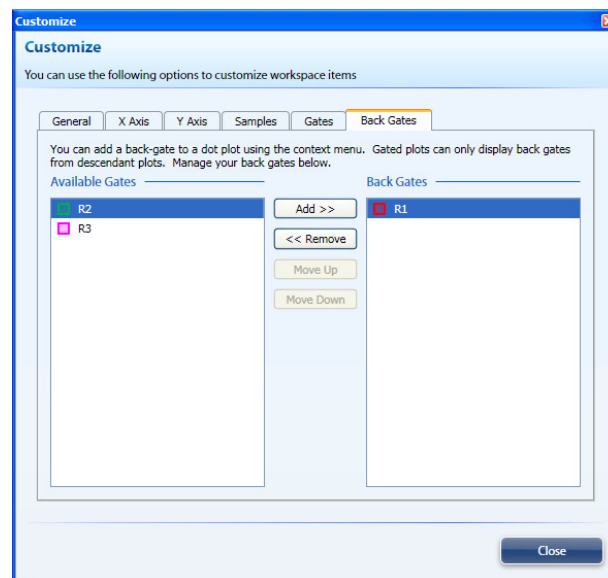 Customize
Customize
You can use the following options to customize workspace items
General X Axis Y Axis Samples Gates Back Gates
You can add a back-gate to a dot plot using the context menu. Gated plots can only display back gates
from descendant plots. Manage your back gates below.
Available Gates Back Gates
R2 Add >> R1
R3 << Remove
Move Up
Move Down
Close